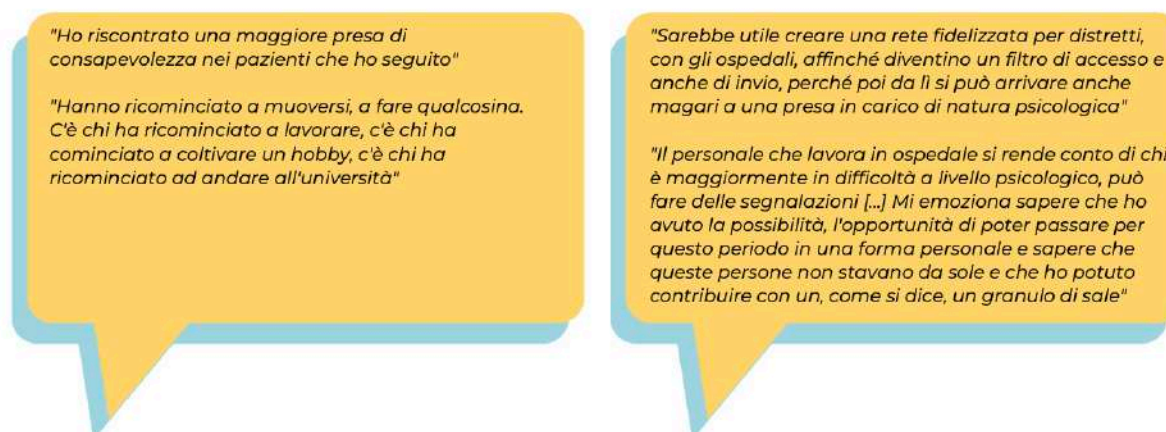 "Ho riscontrato una maggiore presa di
consapevolezza nei pazienti che ho seguito"
"Hanno ricominciato a muoversi, a fare qualcosina.
C'è chi ha ricominciato a lavorare, c'è chi ha
cominciato a coltivare un hobby, c'è chi ha
ricominciato ad andare all'università"
"Sarebbe utile creare una rete fidelizzata per distretti,
con gli ospedali, affinché diventino un filtro di accesso e
anche di invio, perché poi da lì si può arrivare anche
magari a una presa in carico di natura psicologica"
"Il personale che lavora in ospedale si rende conto di chi
è maggiormente in difficoltà a livello psicologico, può
fare delle segnalazioni [...] Mi emoziona sapere che ho
avuto la possibilità, l'opportunità di poter passare per
questo periodo in una forma personale e sapere che
queste persone non stavano da sole e che ho potuto
contribuire con un, come si dice, un granulo di sale"